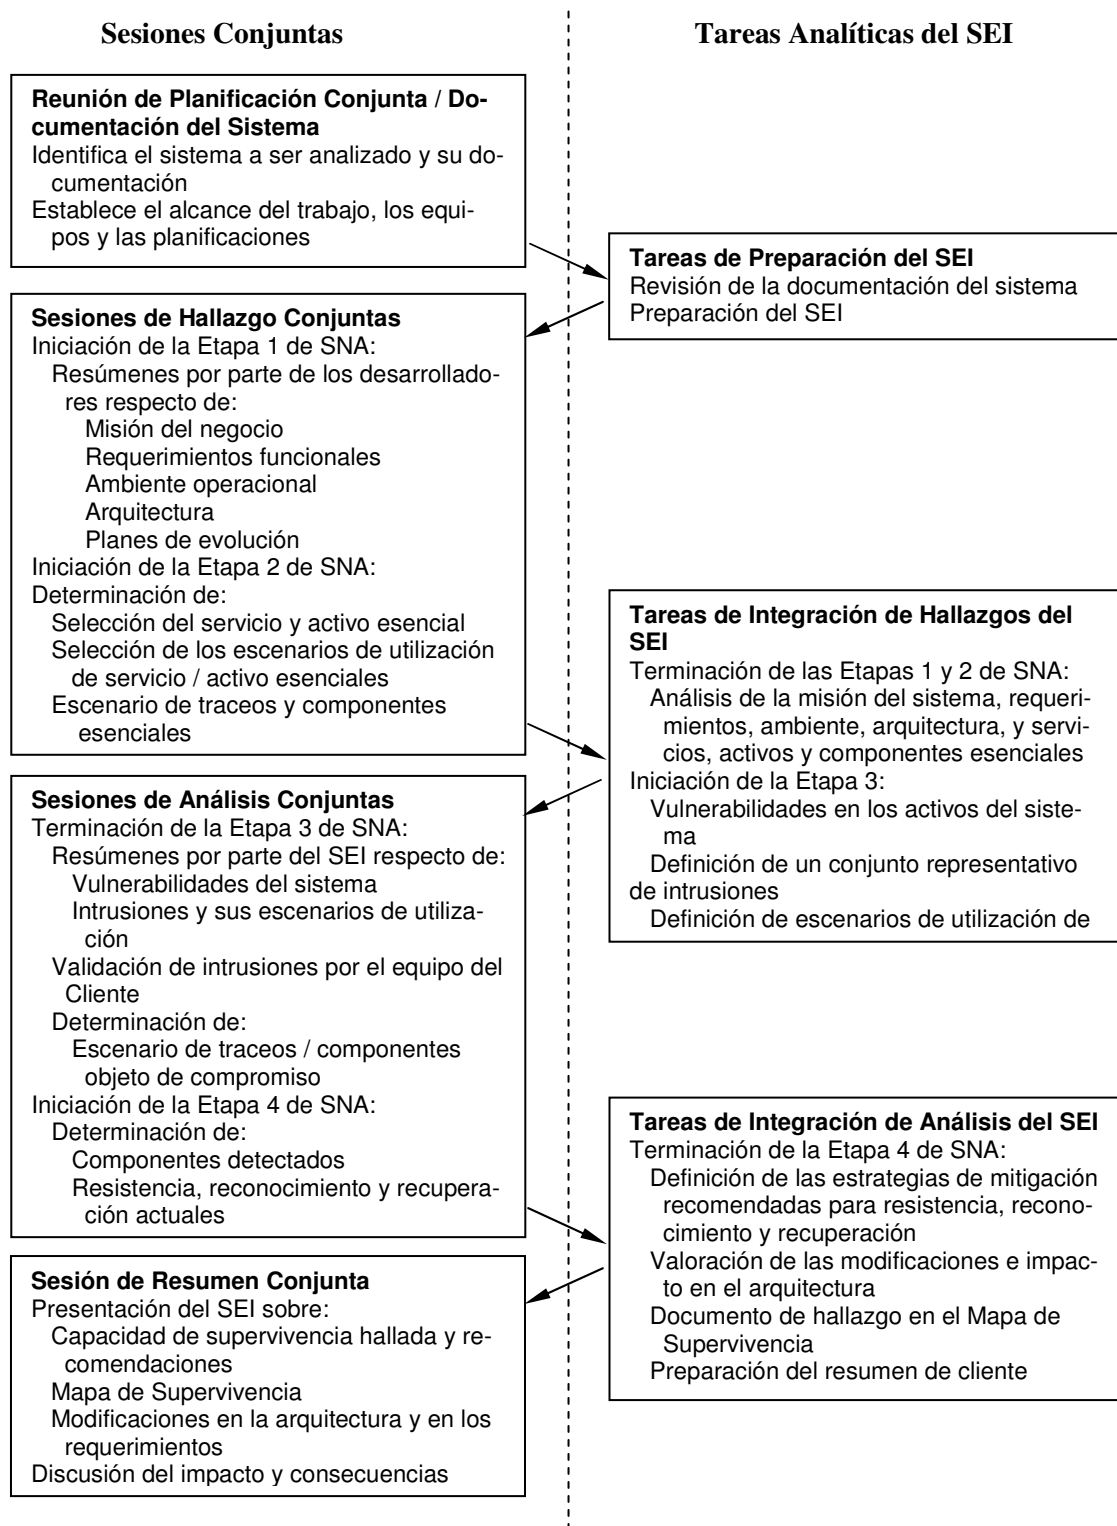 Sesiones Conjuntas
Tareas Analíticas del SEI
Reunión de Planificación Conjunta / Do-
cumentación del Sistema
Identifica el sistema a ser analizado y su do-
cumentación
Establece el alcance del trabajo, los equi-
pos y las planificaciones
Tareas de Preparación del SEI
Revisión de la documentación del sistema
Preparación del SEI
Sesiones de Hallazgo Conjuntas
Iniciación de la Etapa 1 de SNA:
Resúmenes por parte de los desarrollado-
res respecto de:
Misión del negocio
Requerimientos funcionales
Ambiente operacional
Arquitectura
Planes de evolución
Iniciación de la Etapa 2 de SNA:
Determinación de:
Selección del servicio y activo esencial
Selección de los escenarios de utilización
de servicio / activo esenciales
Escenario de traceos y componentes
esenciales
Tareas de Integración de Hallazgos del
SEI
Terminación de las Etapas 1 y 2 de SNA:
Análisis de la misión del sistema, requeri-
mientos, ambiente, arquitectura, y servi-
cios, activos y componentes esenciales
Iniciación de la Etapa 3:
Vulnerabilidades en los activos del siste-
ma
Definición de un conjunto representativo
de intrusiones
Definición de escenarios de utilización de
Sesiones de Análisis Conjuntas
Terminación de la Etapa 3 de SNA:
Resúmenes por parte del SEI respecto de:
Vulnerabilidades del sistema
Intrusiones y sus escenarios de utiliza-
ción
Validación de intrusiones por el equipo del
Cliente
Determinación de:
Escenario de traceos / componentes
objeto de compromiso
Iniciación de la Etapa 4 de SNA:
Determinación de:
Componentes detectados
Resistencia, reconocimiento y recupera-
ción actuales
Tareas de Integración de Análisis del SEI
Terminación de la Etapa 4 de SNA:
Definición de las estrategias de mitigación
recomendadas para resistencia, recono-
cimiento y recuperación
Valoración de las modificaciones e impac-
to en el arquitectura
Documento de hallazgo en el Mapa de
Supervivencia
Preparación del resumen de cliente
Sesión de Resumen Conjunta
Presentación del SEI sobre:
Capacidad de supervivencia hallada y re-
comendaciones
Mapa de Supervivencia
Modificaciones en la arquitectura y en los
requerimientos
Discusión del impacto y consecuencias